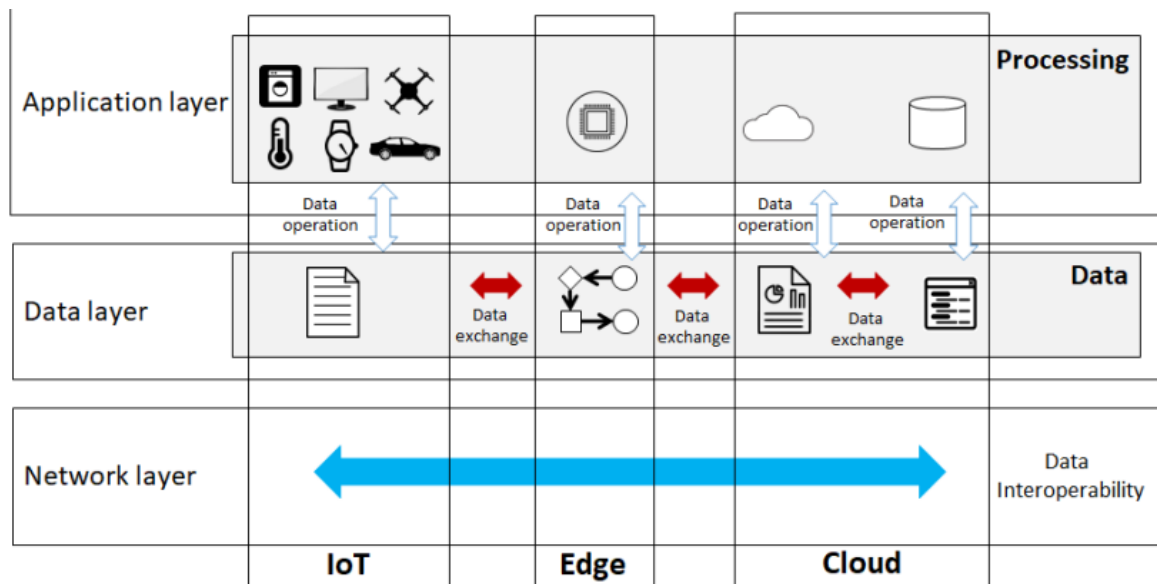 Processing
Application layer
Data
operation
Data
operation
Data
operation
Data
operation
Data
Data layer
Data
exchange
Data
exchange
Data
exchange
Network layer
Data
Interoperability
IoT
Edge
Cloud